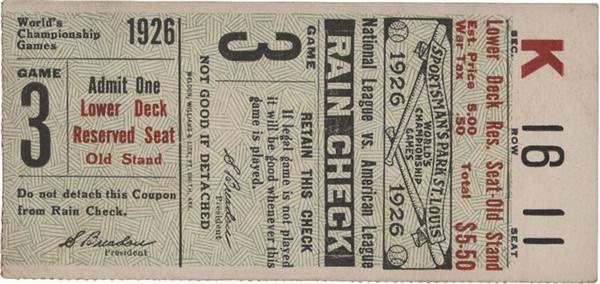 World's
Championship
Games
1926
GAME
3
Admit One
Lower Deck
Reserved Seat
Old Stand
Do not detach this Coupon
from Rain Check.
S Breadon
President
NOT GOOD IF DETACHED
3
GAME
RETAIN THIS CHECK
If legal game is not played
it will be good whenever this
game is played.
S Breadon
President
RAIN CHECK
National League vs. American League
1926
SPORTSMAN'S PARK ST. LOUIS
WORLD'S
CHAMPIONSHIP
GAMES
1926
Lower Deck Res. Seat-Old Stand
Est. Price 5.00
War Tax .50
Total $5.50
SEC.
K
ROW
16
SEAT
11